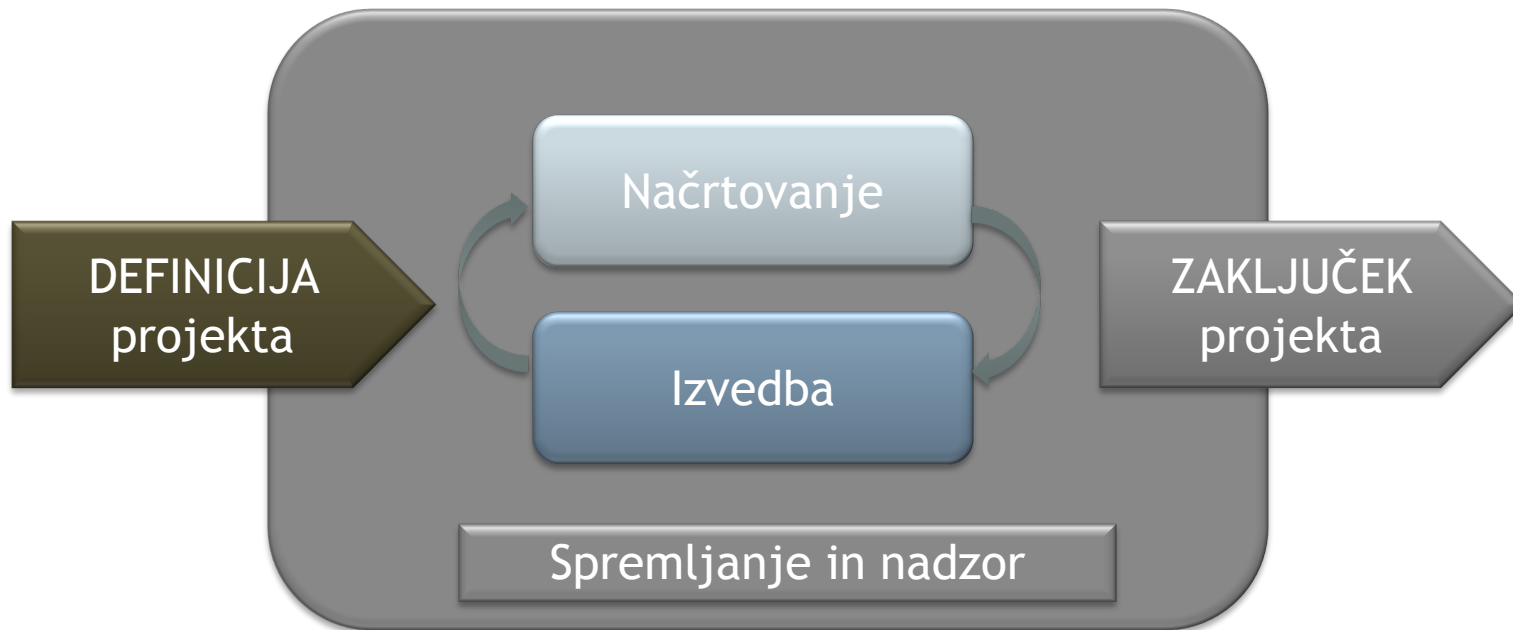 DEFINICIJA
projekta
Načrtovanje
Izvedba
Spremljanje in nadzor
ZAKLJUČEK
projekta